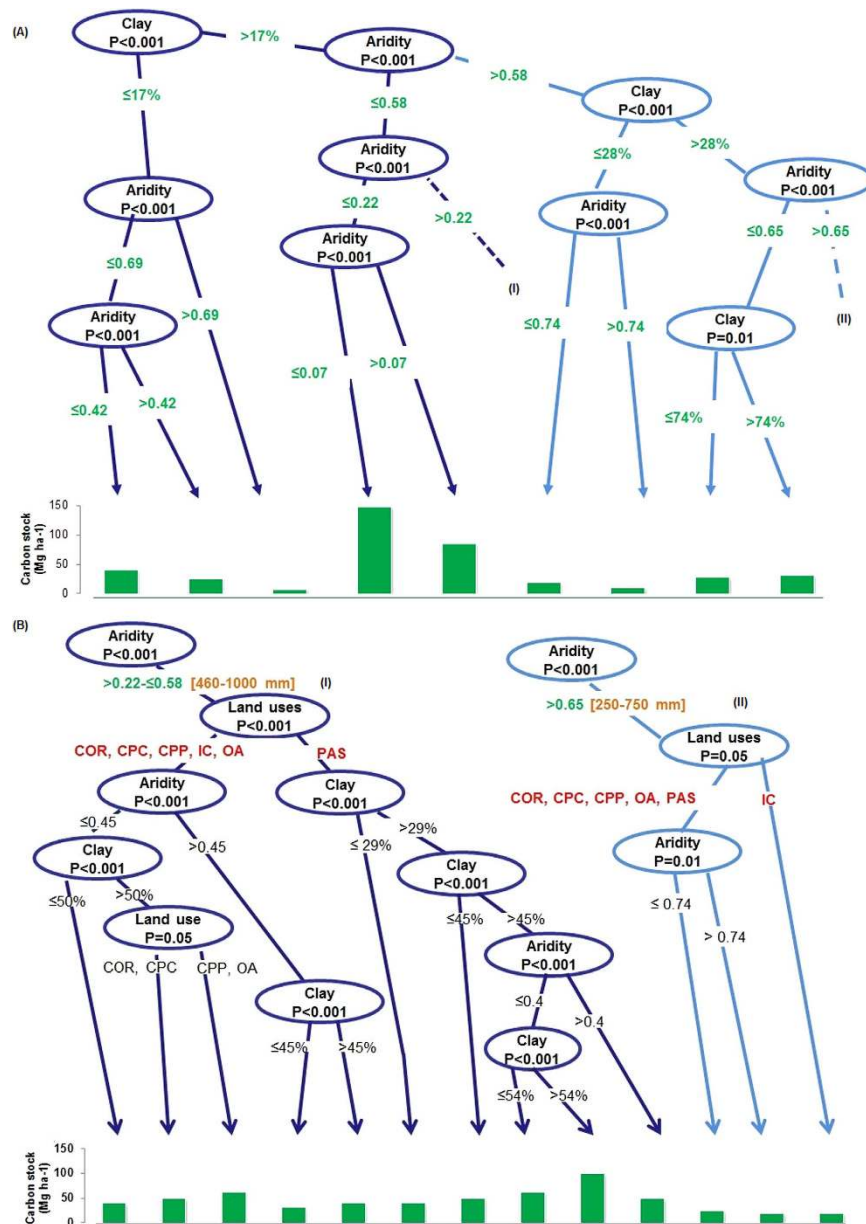 (A)
Clay
P<0.001
>17%
Aridity
P<0.001
>0.58
Clay
P<0.001
≤17%
≤0.58
Aridity
P<0.001
≤28%
>28%
Aridity
P<0.001
Aridity
P<0.001
≤0.22
>0.22
Aridity
P<0.001
Aridity
P<0.001
≤0.65
>0.65
≤0.69
(I)
(II)
Aridity
P<0.001
>0.69
≤0.74
>0.74
Clay
P=0.01
≤0.07
>0.07
≤0.42
>0.42
≤74%
>74%
Carbon stock
(Mg ha-1)
150
100
50
0
(B)
Aridity
P<0.001
Aridity
P<0.001
>0.22-≤0.58 [460-1000 mm]
(I)
>0.65 [250-750 mm]
(II)
Land uses
P<0.001
Land uses
P=0.05
COR, CPC, CPP, IC, OA
PAS
COR, CPC, CPP, OA, PAS
IC
Aridity
P<0.001
Clay
P<0.001
≤0.45
>0.45
≤ 29%
>29%
Aridity
P=0.01
Clay
P<0.001
Clay
P<0.001
≤50%
>50%
≤45%
>45%
≤ 0.74
> 0.74
Land use
P=0.05
Aridity
P<0.001
COR, CPC
CPP, OA
Clay
P<0.001
≤0.4
>0.4
≤45%
>45%
Clay
P<0.001
≤54%
>54%
Carbon stock
(Mg ha-1)
150
100
50
0